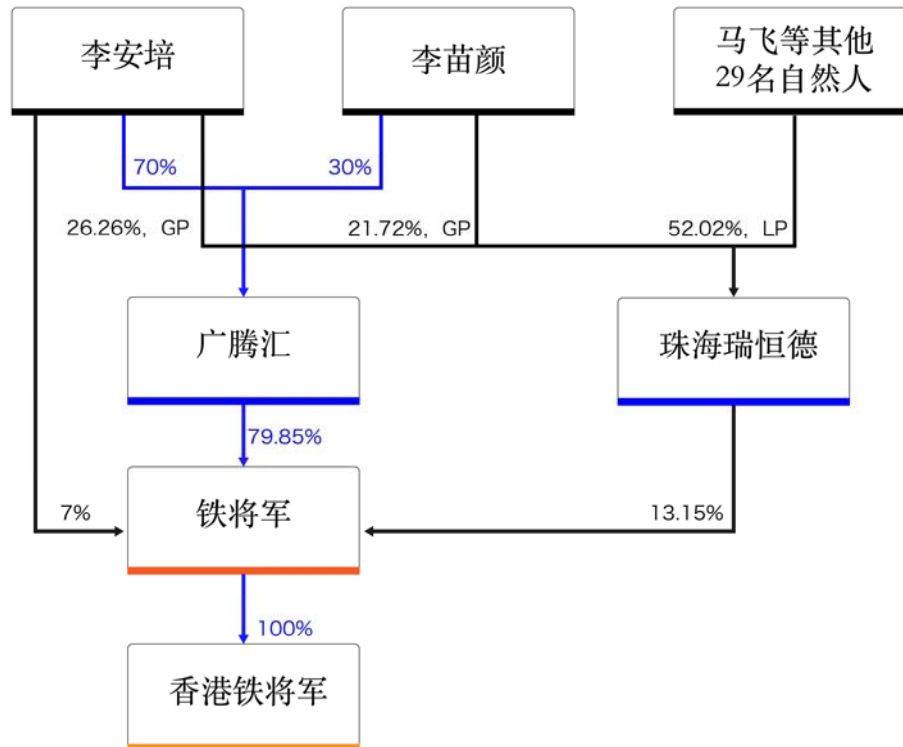 李安培
李苗颜
马飞等其他
29名自然人
70%
30%
26.26%，GP
21.72%，GP
52.02%，LP
广腾汇
珠海瑞恒德
79.85%
铁将军
7%
13.15%
100%
香港铁将军